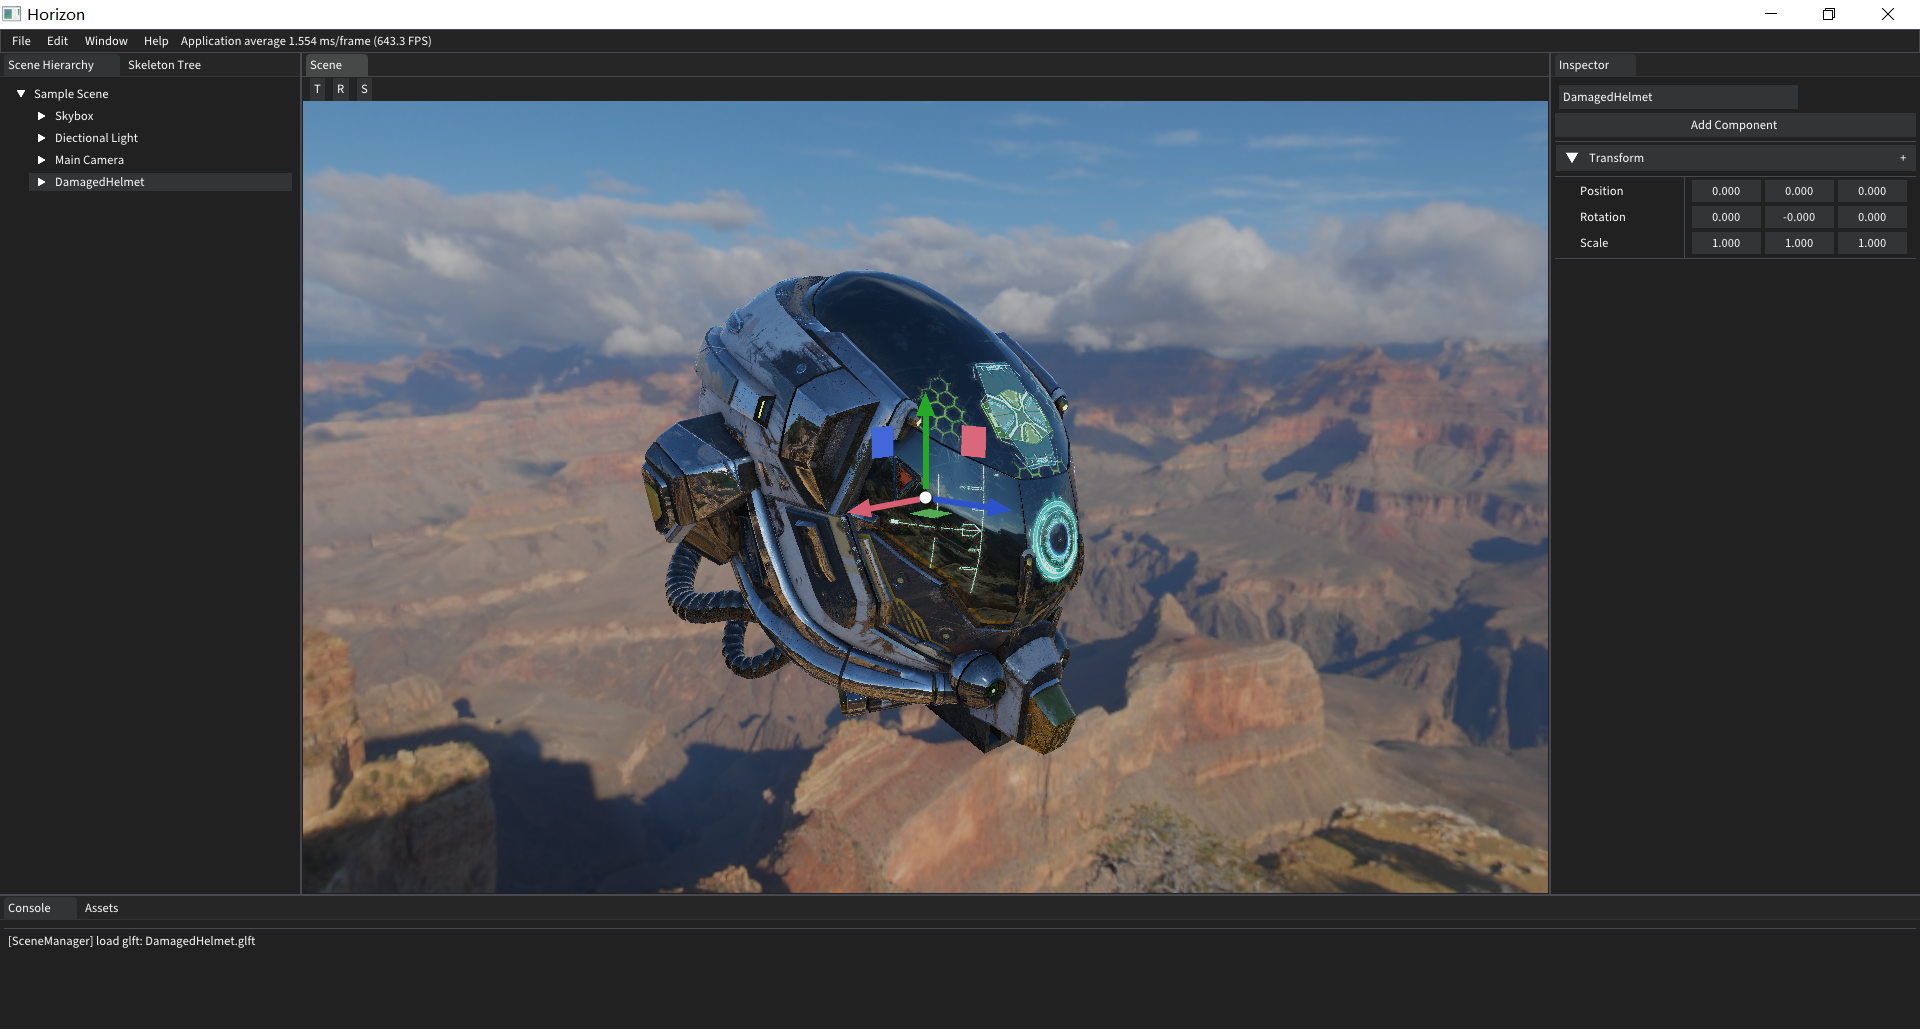 Horizon
File Edit Window Help Application average 1.554 ms/frame (643.3 FPS)
Scene Hierarchy Skeleton Tree
Sample Scene
Skybox
Diectional Light
Main Camera
DamagedHelmet
Scene
T R S
Inspector
DamagedHelmet
Add Component
Transform +
Position 0.000 0.000 0.000
Rotation 0.000 -0.000 0.000
Scale 1.000 1.000 1.000
Console Assets
[SceneManager] load glft: DamagedHelmet.glft